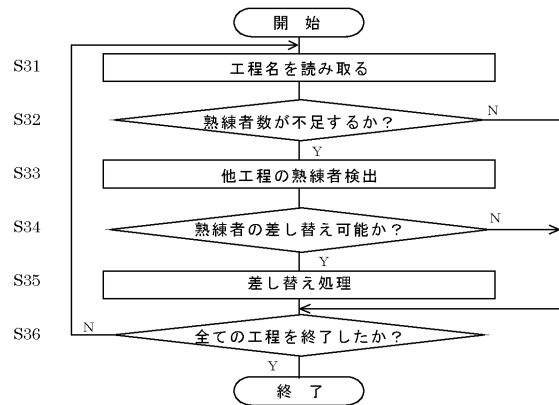 開 始
S31 工程名を読み取る
S32 熟練者数が不足するか? N
Y
S33 他工程の熟練者検出
S34 熟練者の差し替え可能か? N
Y
S35 差し替え処理
S36 N 全ての工程を終了したか?
Y
終 了